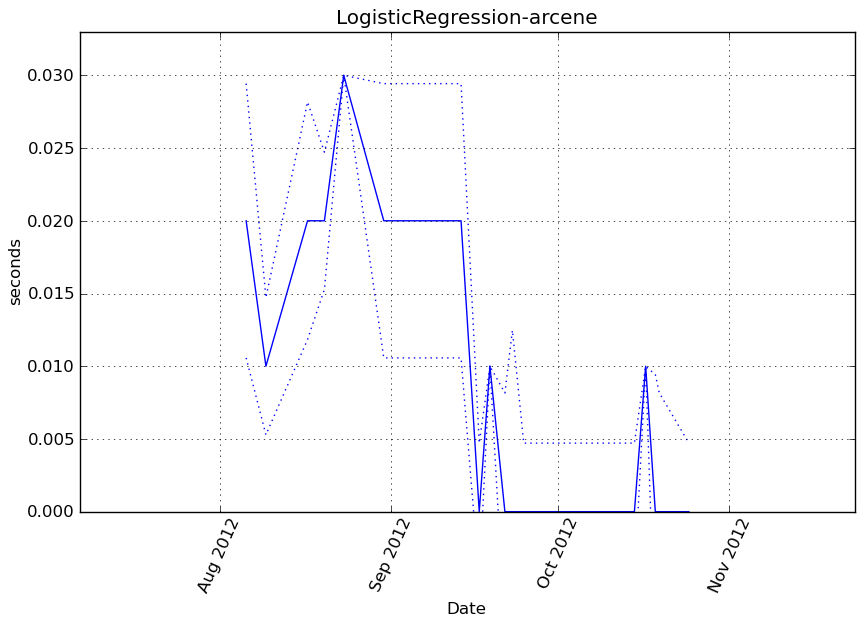 LogisticRegression-arcene
0.030
0.025
0.020
0.015
0.010
0.005
0.000
seconds
Aug 2012
Sep 2012
Oct 2012
Nov 2012
Date